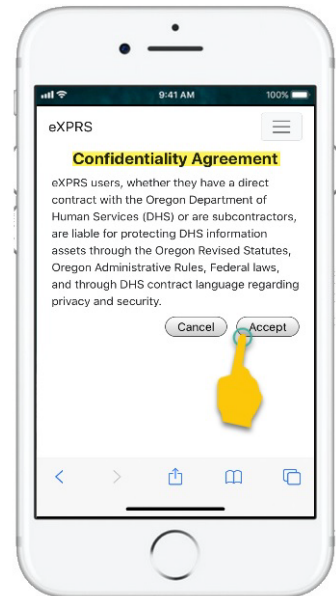 9:41 AM 100%
eXPRS
Confidentiality Agreement
eXPRS users, whether they have a direct
contract with the Oregon Department of
Human Services (DHS) or are subcontractors,
are liable for protecting DHS information
assets through the Oregon Revised Statutes,
Oregon Administrative Rules, Federal laws,
and through DHS contract language regarding
privacy and security.
Cancel Accept